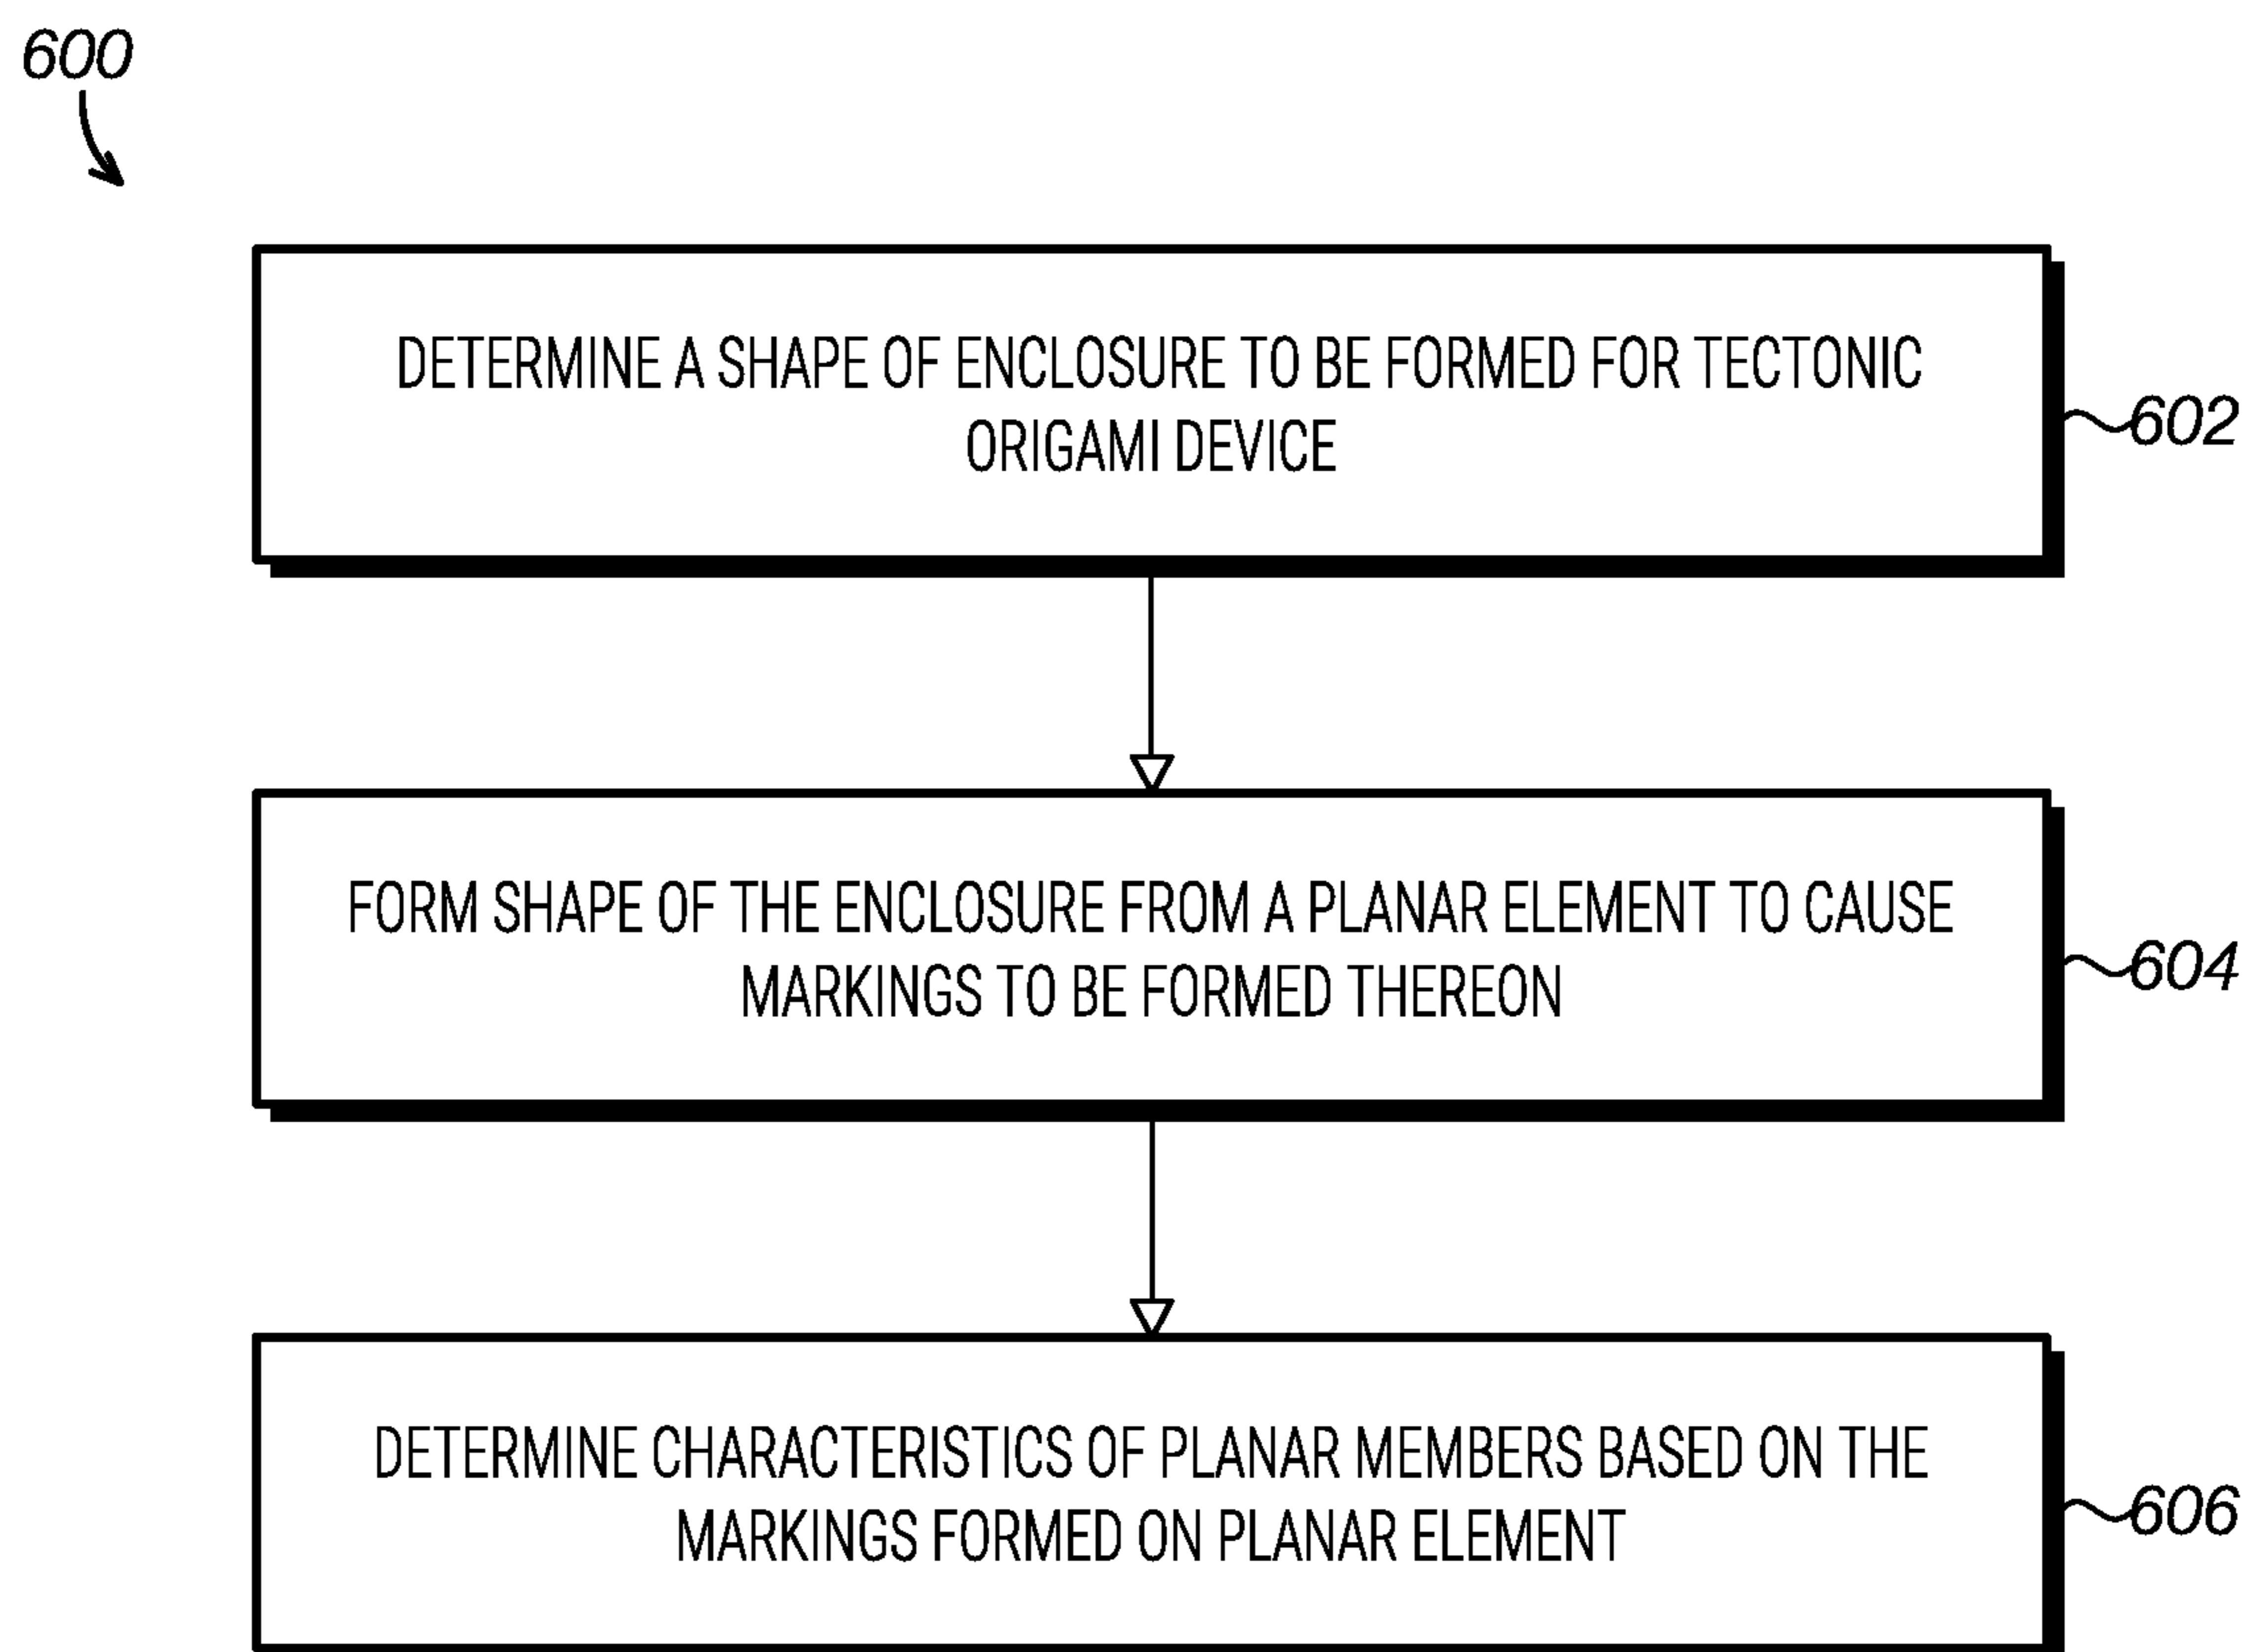 600
DETERMINE A SHAPE OF ENCLOSURE TO BE FORMED FOR TECTONIC
ORIGAMI DEVICE
602
FORM SHAPE OF THE ENCLOSURE FROM A PLANAR ELEMENT TO CAUSE
MARKINGS TO BE FORMED THEREON
604
DETERMINE CHARACTERISTICS OF PLANAR MEMBERS BASED ON THE
MARKINGS FORMED ON PLANAR ELEMENT
606